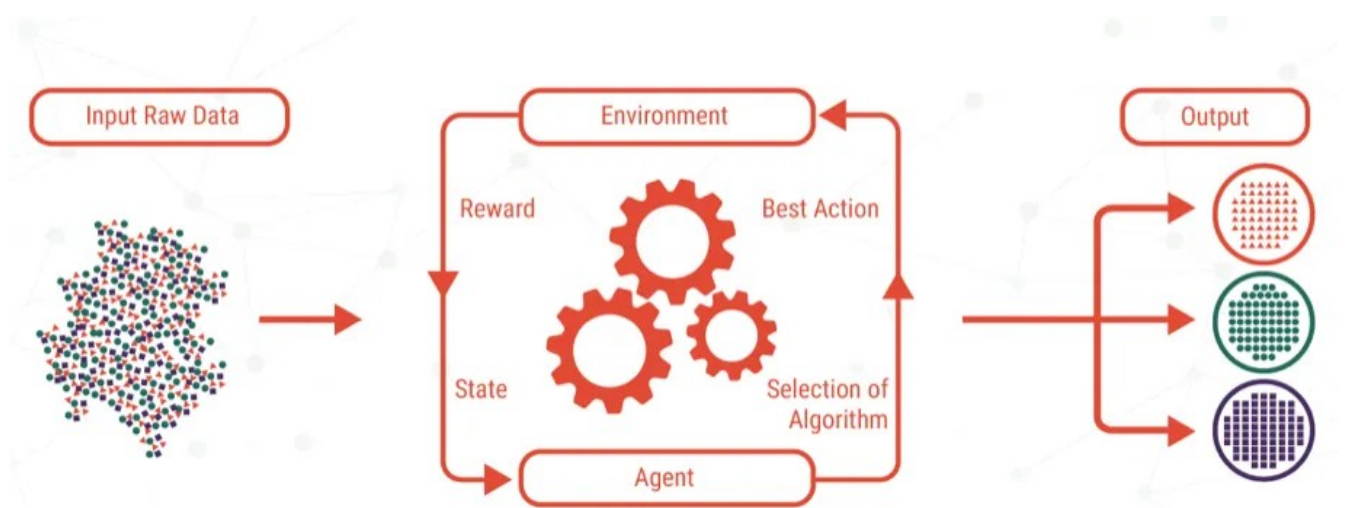 Input Raw Data
Environment
Output
Reward
Best Action
State
Selection of
Algorithm
Agent